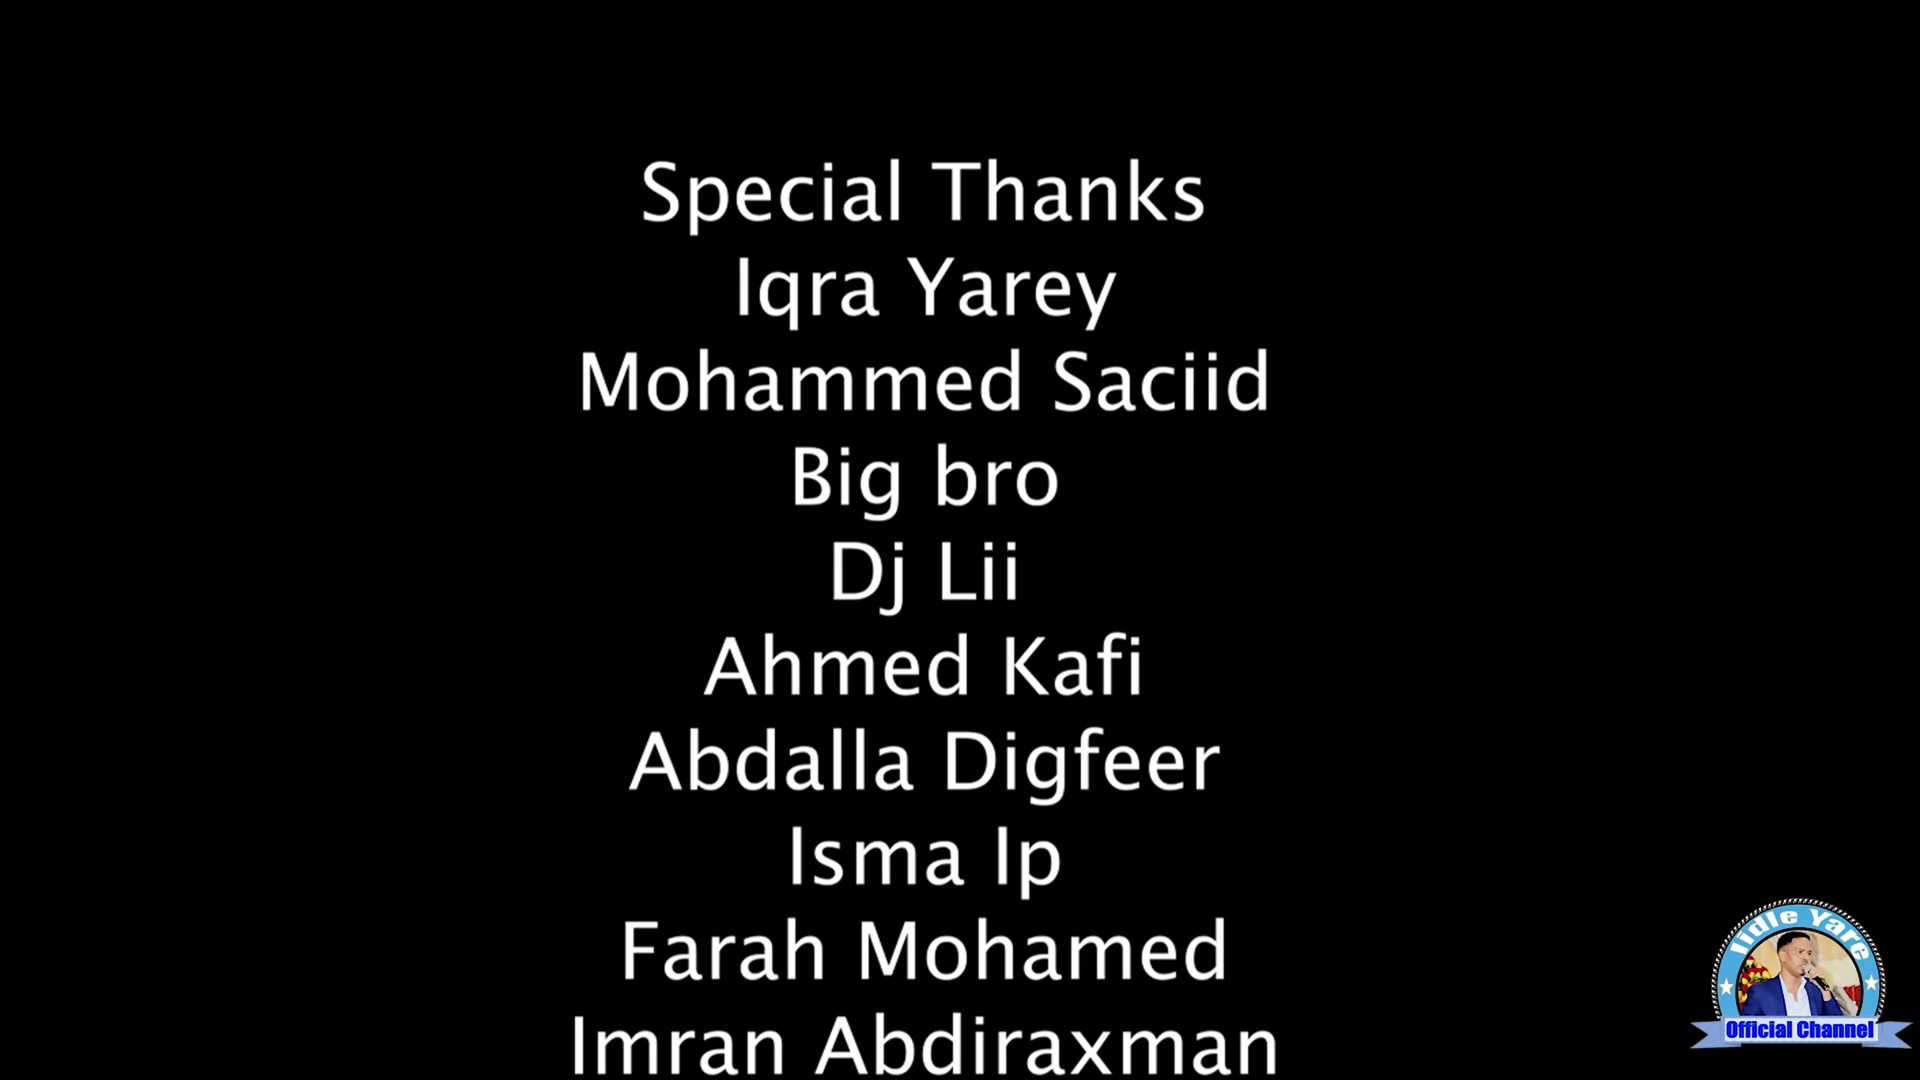 Special Thanks
Iqra Yarey
Mohammed Saciid
Big bro
Dj Lii
Ahmed Kafi
Abdalla Digfeer
Isma Ip
Farah Mohamed
Imran Abdiraxman
Iidle Yare
Official Channel